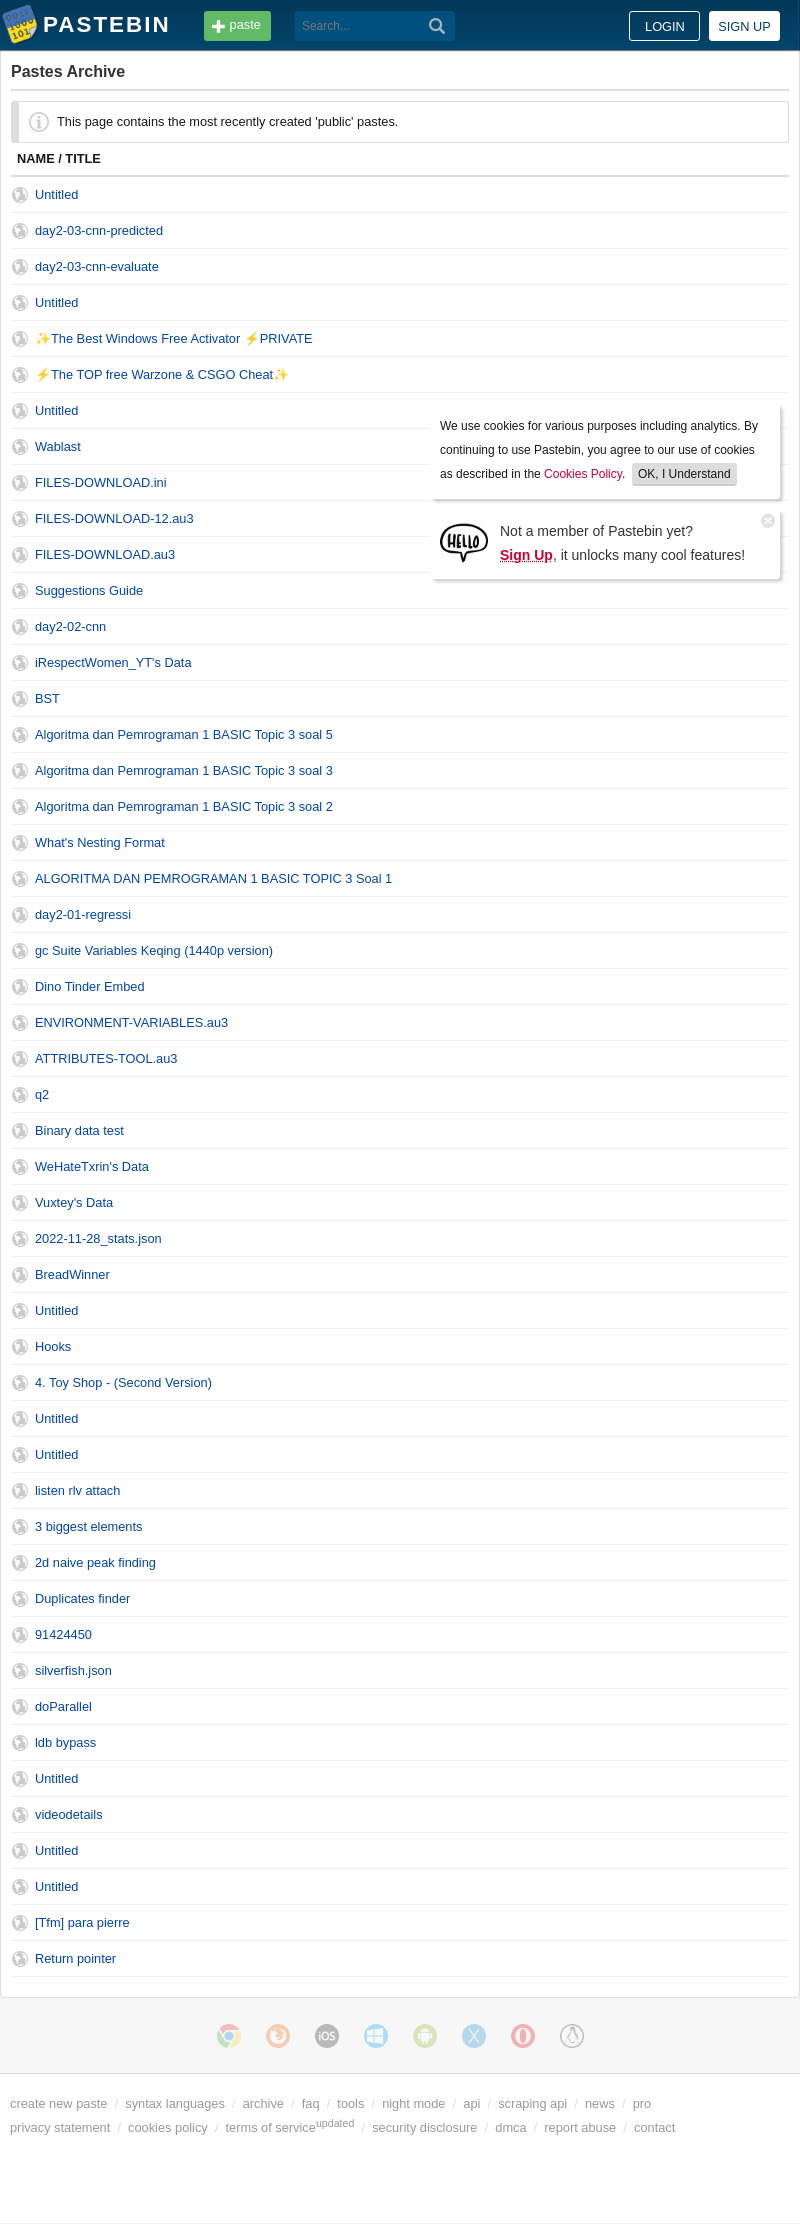 PASTEBIN
paste
Search...
LOGIN
SIGN UP
Pastes Archive
This page contains the most recently created 'public' pastes.
NAME / TITLE
Untitled
day2-03-cnn-predicted
day2-03-cnn-evaluate
Untitled
✨The Best Windows Free Activator ⚡PRIVATE
⚡The TOP free Warzone & CSGO Cheat✨
Untitled
Wablast
FILES-DOWNLOAD.ini
FILES-DOWNLOAD-12.au3
FILES-DOWNLOAD.au3
We use cookies for various purposes including analytics. By
continuing to use Pastebin, you agree to our use of cookies
as described in the Cookies Policy. OK, I Understand
HELLO
Not a member of Pastebin yet?
Sign Up, it unlocks many cool features!
Suggestions Guide
day2-02-cnn
iRespectWomen_YT's Data
BST
Algoritma dan Pemrograman 1 BASIC Topic 3 soal 5
Algoritma dan Pemrograman 1 BASIC Topic 3 soal 3
Algoritma dan Pemrograman 1 BASIC Topic 3 soal 2
What's Nesting Format
ALGORITMA DAN PEMROGRAMAN 1 BASIC TOPIC 3 Soal 1
day2-01-regressi
gc Suite Variables Keqing (1440p version)
Dino Tinder Embed
ENVIRONMENT-VARIABLES.au3
ATTRIBUTES-TOOL.au3
q2
Binary data test
WeHateTxrin's Data
Vuxtey's Data
2022-11-28_stats.json
BreadWinner
Untitled
Hooks
4. Toy Shop - (Second Version)
Untitled
Untitled
listen rlv attach
3 biggest elements
2d naive peak finding
Duplicates finder
91424450
silverfish.json
doParallel
ldb bypass
Untitled
videodetails
Untitled
Untitled
[Tfm] para pierre
Return pointer
iOS
create new paste / syntax languages / archive / faq / tools / night mode / api / scraping api / news / pro
privacy statement / cookies policy / terms of serviceupdated / security disclosure / dmca / report abuse / contact